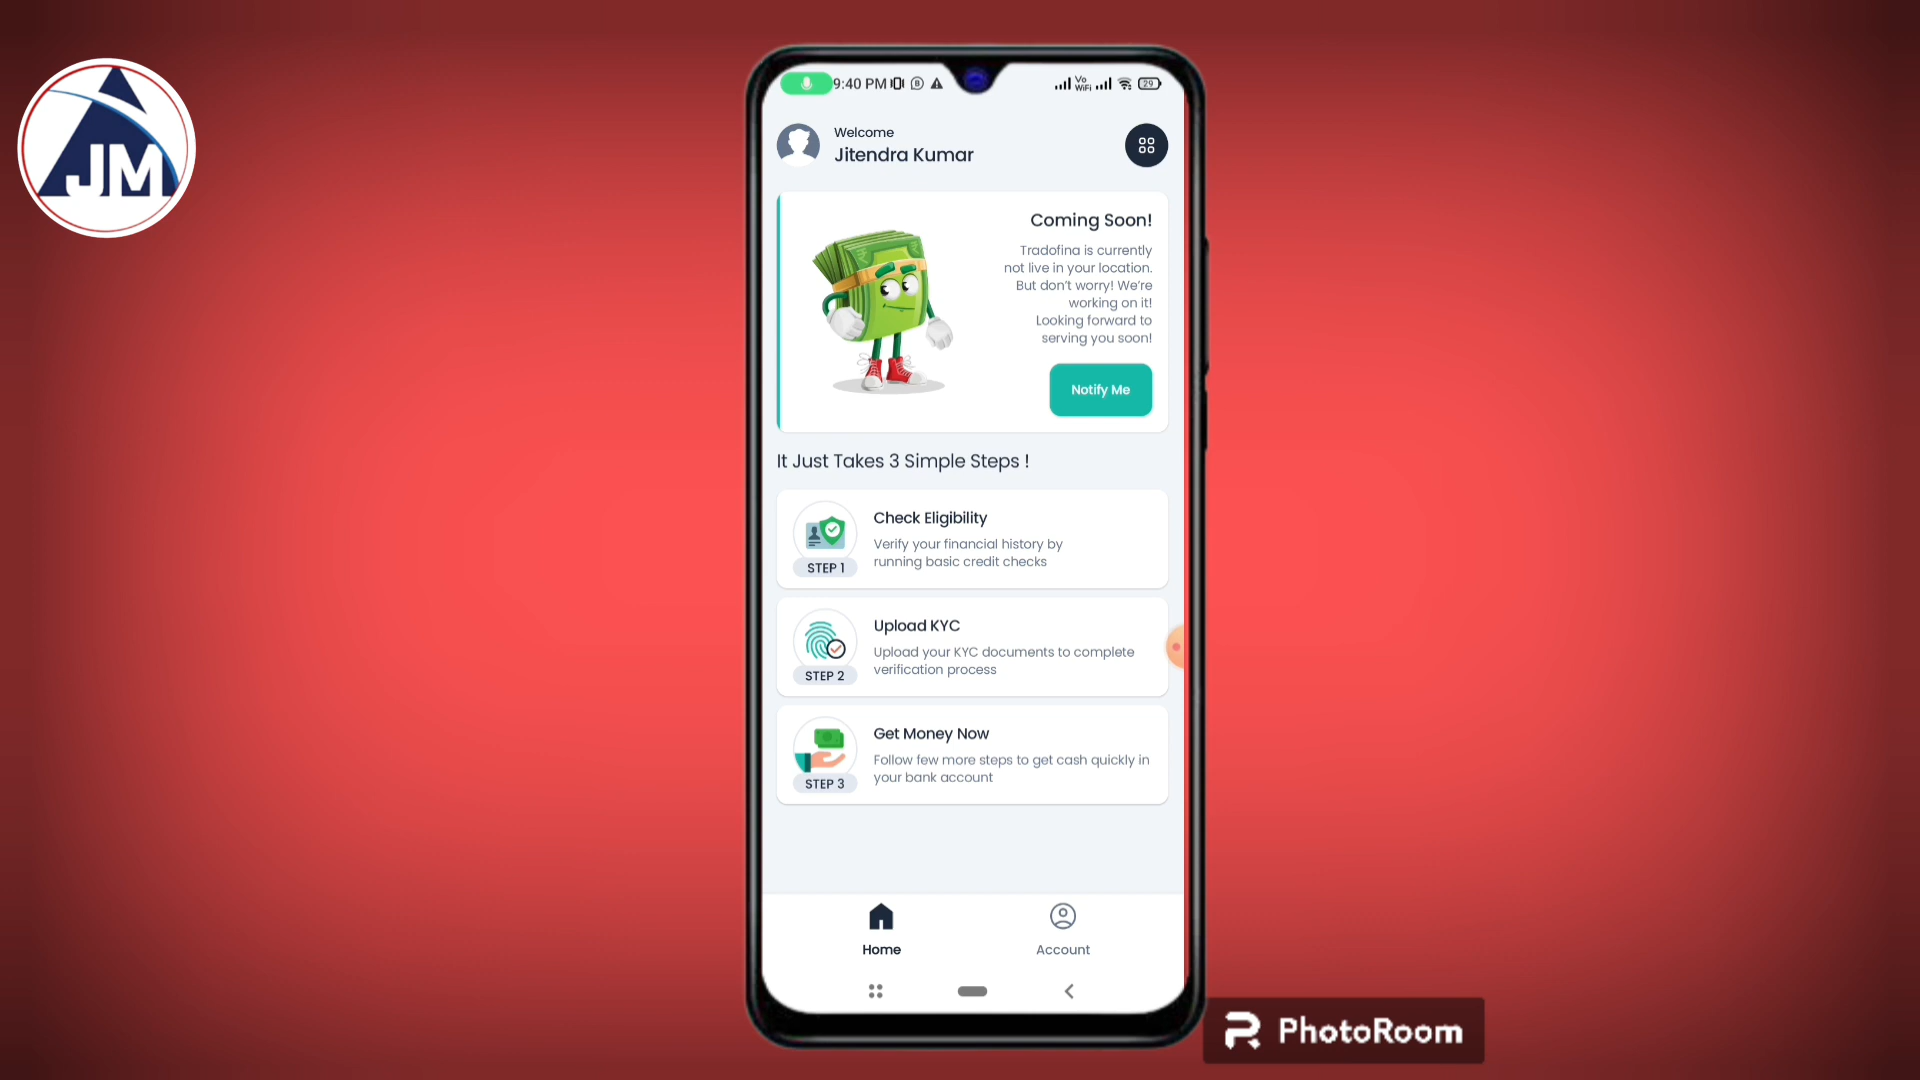 JM
9:40 PM
Vo
WiFi
29
Welcome
Jitendra Kumar
Coming Soon!
Tradofina is currently
not live in your location.
But don't worry! We're
working on it!
Looking forward to
serving you soon!
Notify Me
It Just Takes 3 Simple Steps !
STEP 1
Check Eligibility
Verify your financial history by
running basic credit checks
STEP 2
Upload KYC
Upload your KYC documents to complete
verification process
STEP 3
Get Money Now
Follow few more steps to get cash quickly in
your bank account
Home
Account
PhotoRoom